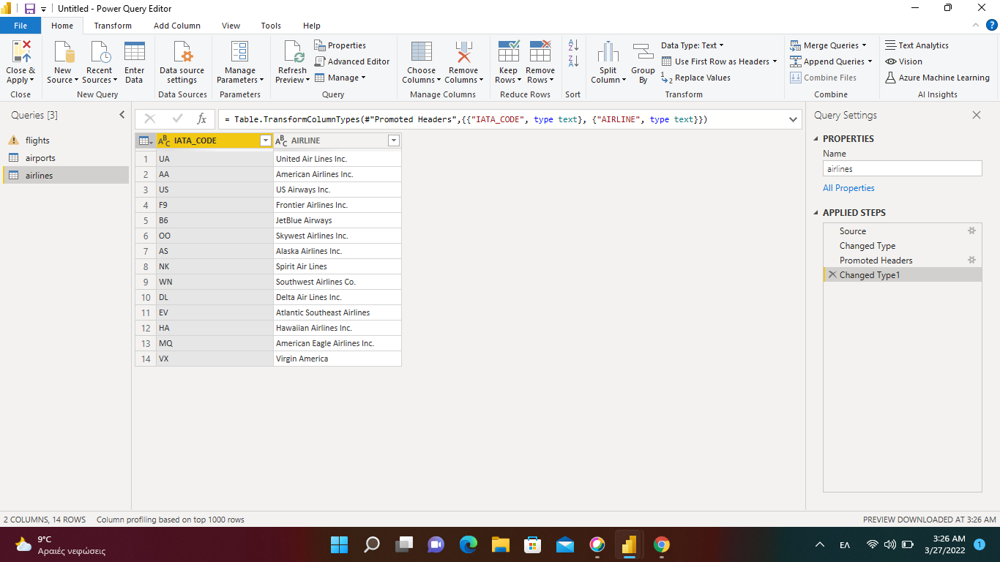 Untitled - Power Query Editor
File Home Transform Add Column View Tools Help
Close & Apply
New Source
Recent Sources
Enter Data
Data source settings
Manage Parameters
Refresh Preview
Properties
Advanced Editor
Manage
Choose Columns
Remove Columns
Keep Rows
Remove Rows
Split Column
Group By
Data Type: Text
Use First Row as Headers
Replace Values
Merge Queries
Append Queries
Combine Files
Text Analytics
Vision
Azure Machine Learning
Close New Query Data Sources Parameters Query Manage Columns Reduce Rows Sort Transform Combine AI Insights
Queries [3]
flights
airports
airlines
fx = Table.TransformColumnTypes(#"Promoted Headers",{{"IATA_CODE", type text}, {"AIRLINE", type text}})
IATA_CODE AIRLINE
1 UA United Air Lines Inc.
2 AA American Airlines Inc.
3 US US Airways Inc.
4 F9 Frontier Airlines Inc.
5 B6 JetBlue Airways
6 OO Skywest Airlines Inc.
7 AS Alaska Airlines Inc.
8 NK Spirit Air Lines
9 WN Southwest Airlines Co.
10 DL Delta Air Lines Inc.
11 EV Atlantic Southeast Airlines
12 HA Hawaiian Airlines Inc.
13 MQ American Eagle Airlines Inc.
14 VX Virgin America
Query Settings
PROPERTIES
Name
airlines
All Properties
APPLIED STEPS
Source
Changed Type
Promoted Headers
Changed Type1
2 COLUMNS, 14 ROWS Column profiling based on top 1000 rows PREVIEW DOWNLOADED AT 3:26 AM
9°C
Αραιές νεφώσεις
ΕΛ
3:26 AM
3/27/2022
1